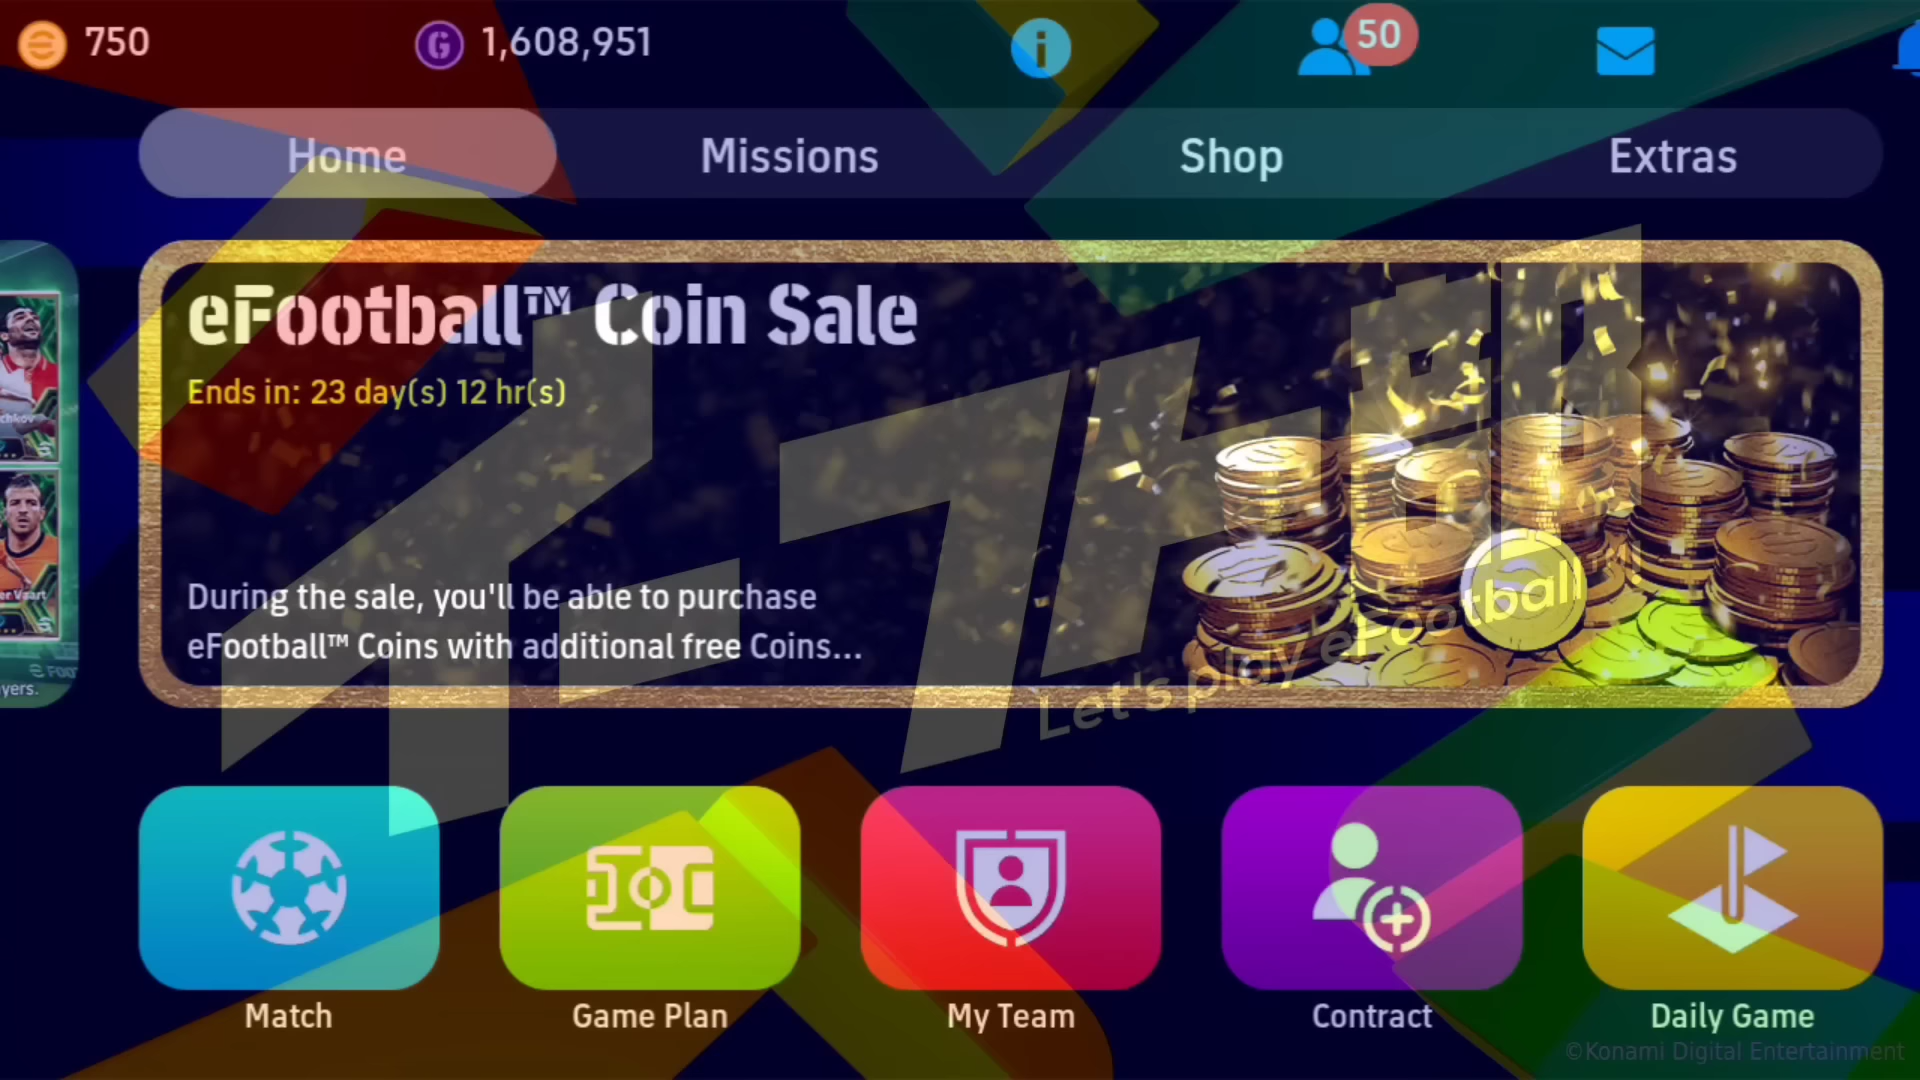 750
1,608,951
50
Home
Missions
Shop
Extras
eFootball™ Coin Sale
Ends in: 23 day(s) 12 hr(s)
During the sale, you'll be able to purchase
eFootball™ Coins with additional free Coins...
yers.
イーフト部
Let's play eFootball™!
Match
Game Plan
My Team
Contract
Daily Game
©Konami Digital Entertainment